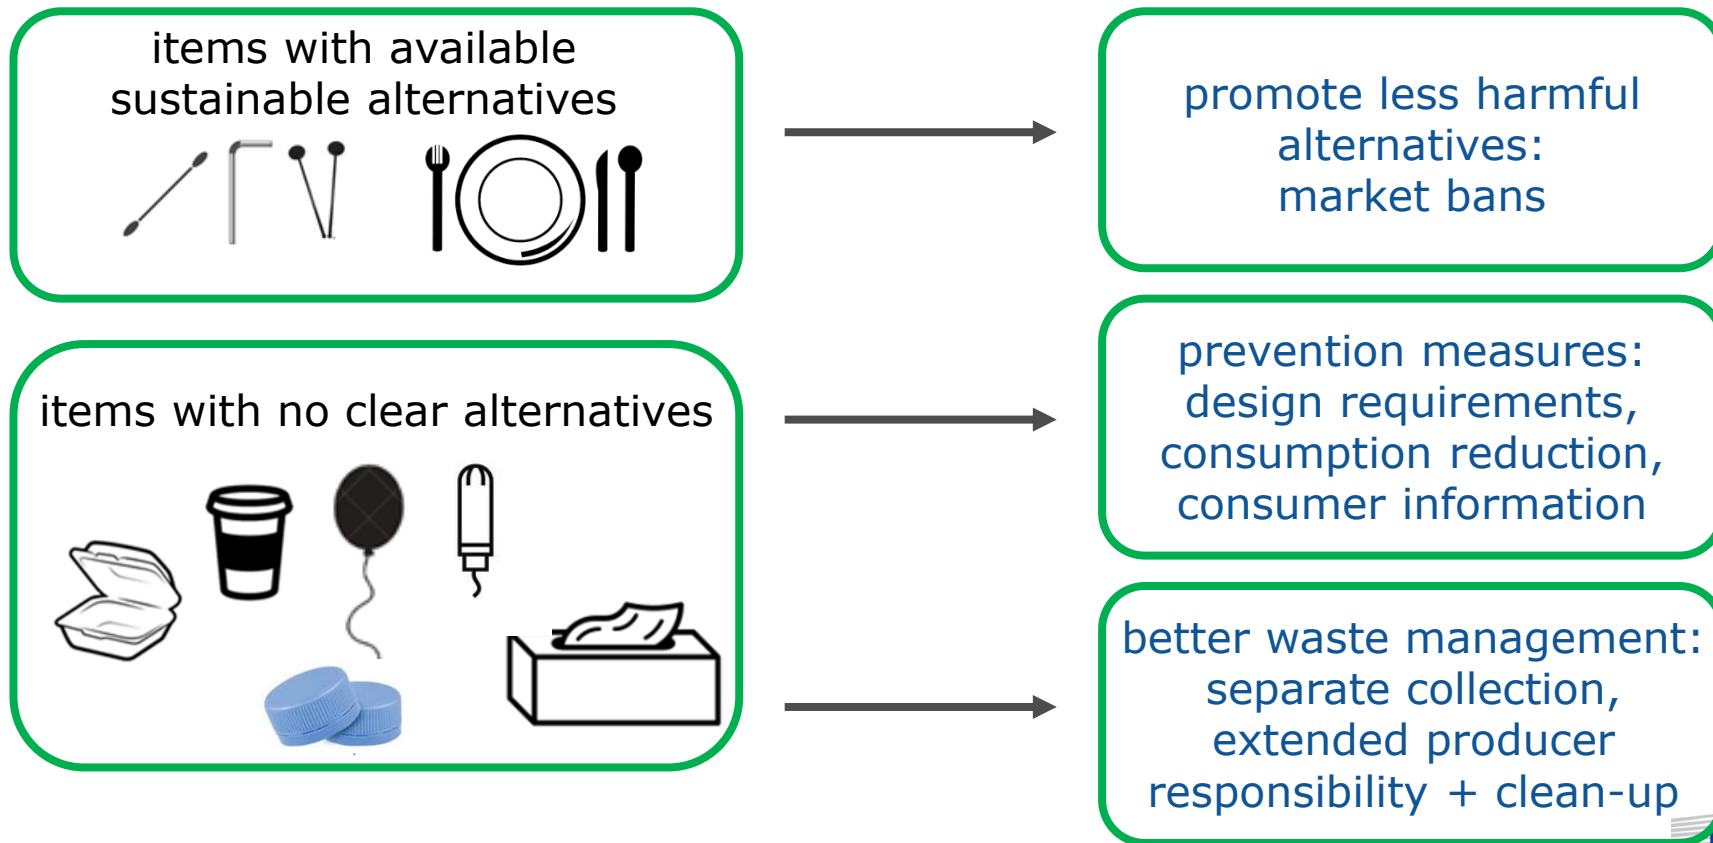 items with available
sustainable alternatives
promote less harmful
alternatives:
market bans
items with no clear alternatives
prevention measures:
design requirements,
consumption reduction,
consumer information
better waste management:
separate collection,
extended producer
responsibility + clean-up